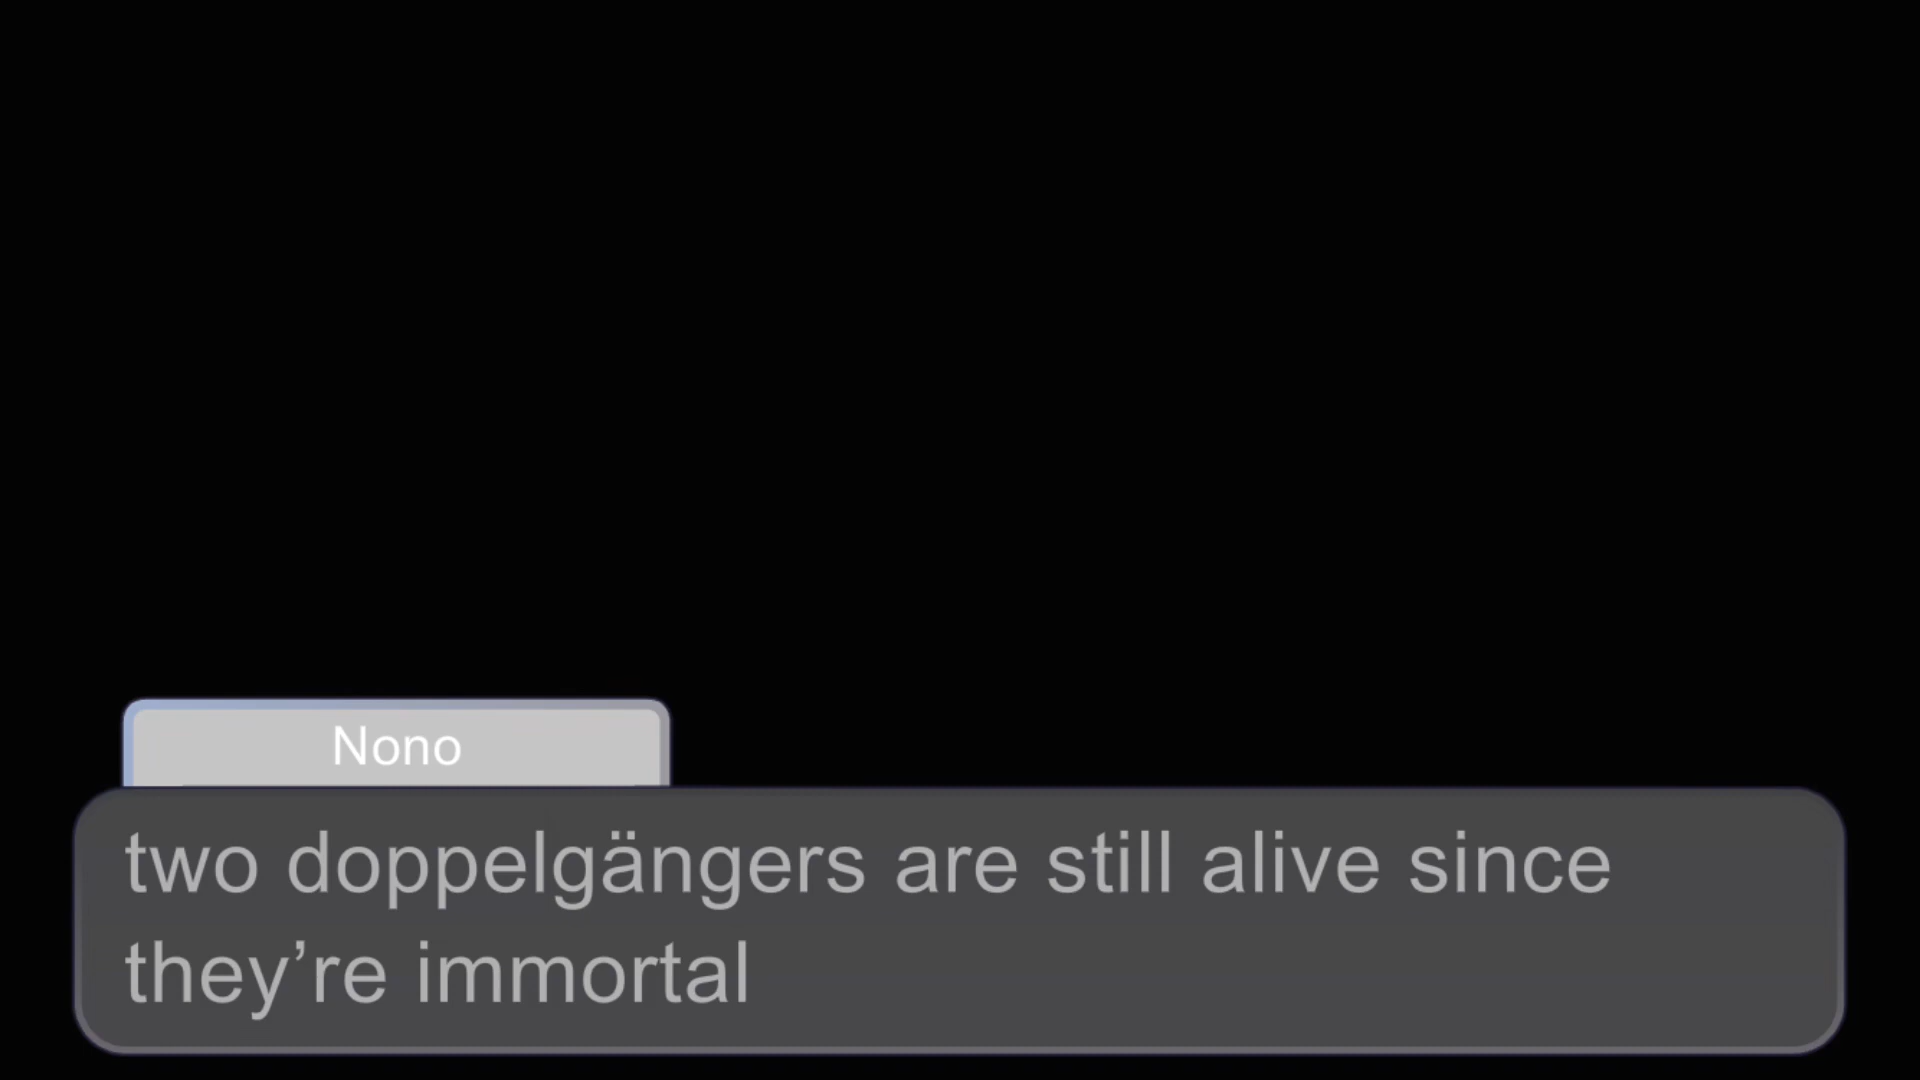 Nono
two doppelgängers are still alive since
they’re immortal